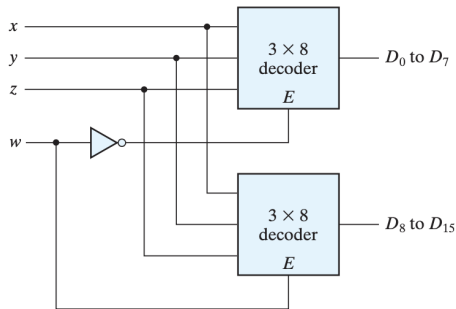 x
y
z
w
3 × 8
decoder
E
D₀ to D₇
3 × 8
decoder
E
D₈ to D₁₅